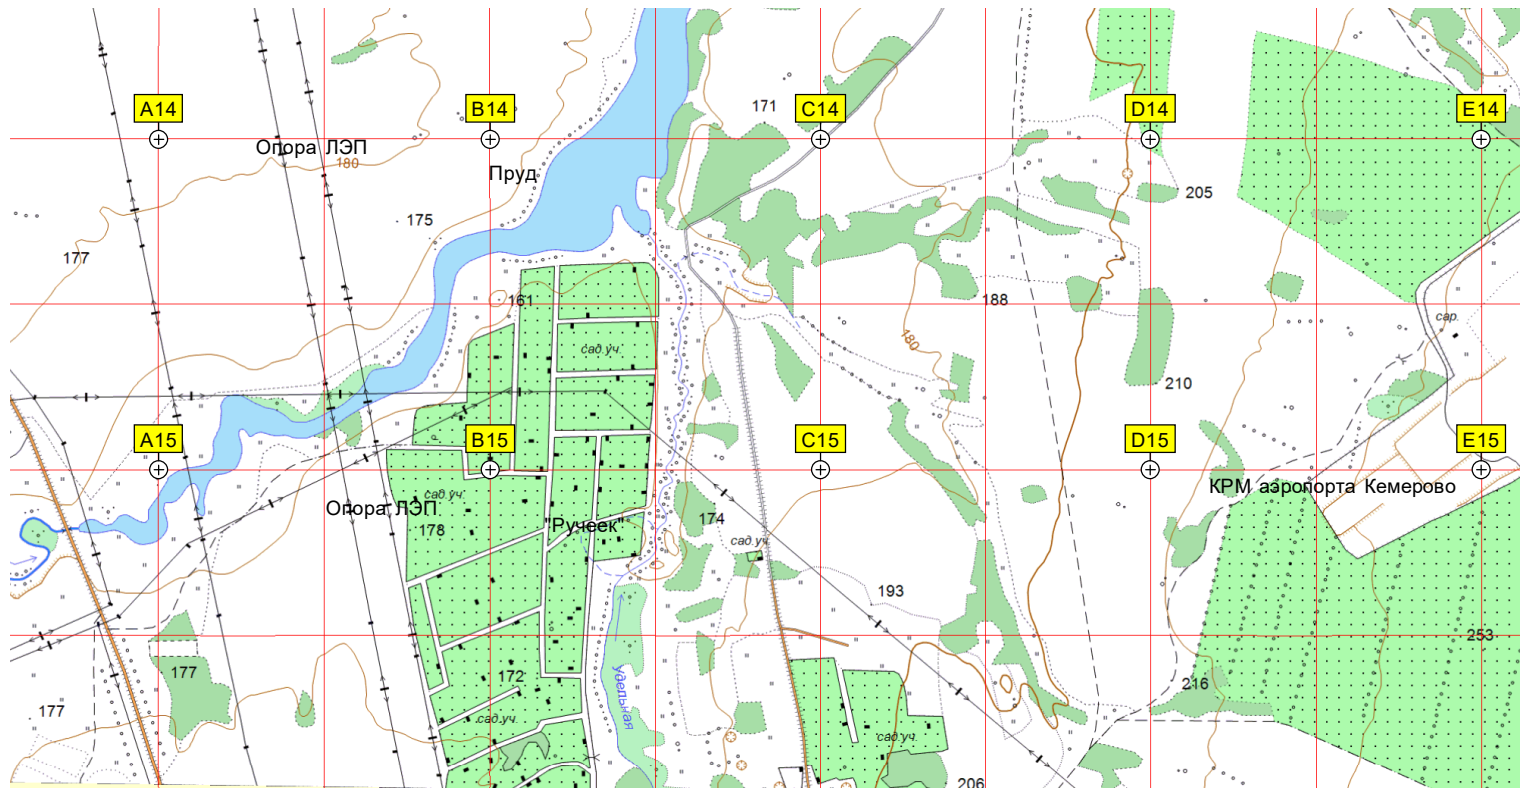 171
A14
B14
C14
D14
E14
Опора ЛЭП
180
Пруд
205
175
177
161
188
сар.
180
сад.уч.
210
A15
B15
C15
D15
E15
КРМ аэропорта Кемерово
сад.уч.
Опора ЛЭП
178
"Ручеек"
174
сад.уч.
193
253
177
172
216
Удельная
177
сад.уч.
сад.уч.
206